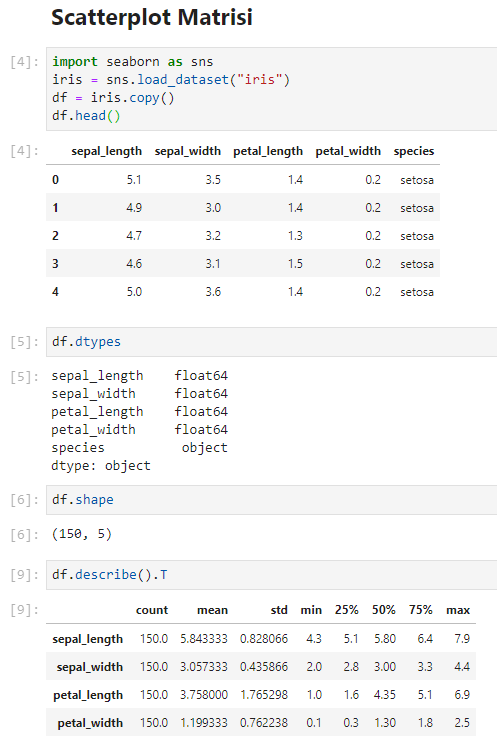 Scatterplot Matrisi
[4]: import seaborn as sns
iris = sns.load_dataset("iris")
df = iris.copy()
df.head()
[4]: sepal_length sepal_width petal_length petal_width species
0 5.1 3.5 1.4 0.2 setosa
1 4.9 3.0 1.4 0.2 setosa
2 4.7 3.2 1.3 0.2 setosa
3 4.6 3.1 1.5 0.2 setosa
4 5.0 3.6 1.4 0.2 setosa
[5]: df.dtypes
[5]: sepal_length float64
sepal_width float64
petal_length float64
petal_width float64
species object
dtype: object
[6]: df.shape
[6]: (150, 5)
[9]: df.describe().T
[9]: count mean std min 25% 50% 75% max
sepal_length 150.0 5.843333 0.828066 4.3 5.1 5.80 6.4 7.9
sepal_width 150.0 3.057333 0.435866 2.0 2.8 3.00 3.3 4.4
petal_length 150.0 3.758000 1.765298 1.0 1.6 4.35 5.1 6.9
petal_width 150.0 1.199333 0.762238 0.1 0.3 1.30 1.8 2.5